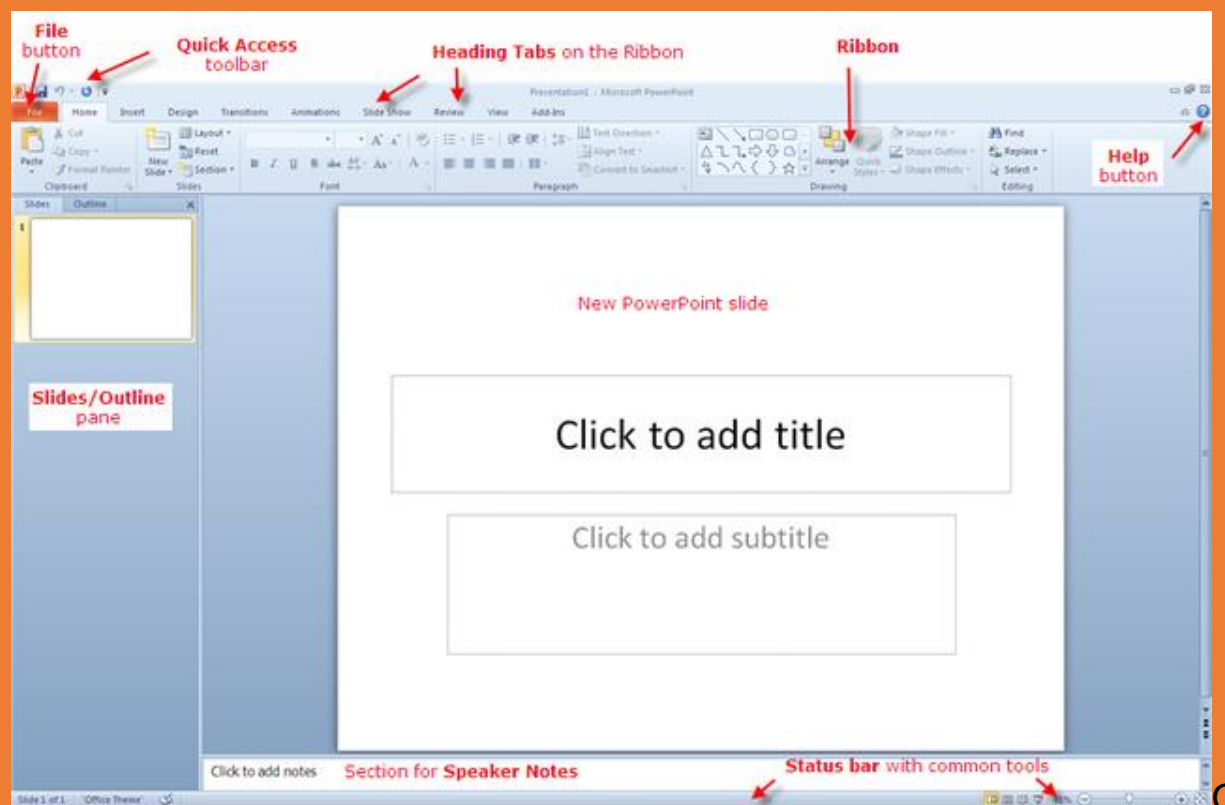 File
button
Quick Access
toolbar
Heading Tabs on the Ribbon
Ribbon
Presentation1 - Microsoft PowerPoint
File Home Insert Design Transitions Animations Slide Show Review View Add-Ins
Paste
Cut
Copy
Format Painter
Clipboard
New
Slide
Layout
Reset
Section
Slides
B I U S abc AV Aa A
Font
Text Direction
Align Text
Convert to SmartArt
Paragraph
Arrange
Quick
Styles
Shape Fill
Shape Outline
Shape Effects
Drawing
Find
Replace
Select
Editing
Help
button
Slides Outline
1
New PowerPoint slide
Slides/Outline
pane
Click to add title
Click to add subtitle
Click to add notes
Section for Speaker Notes
Status bar with common tools
Slide 1 of 1 "Office Theme"